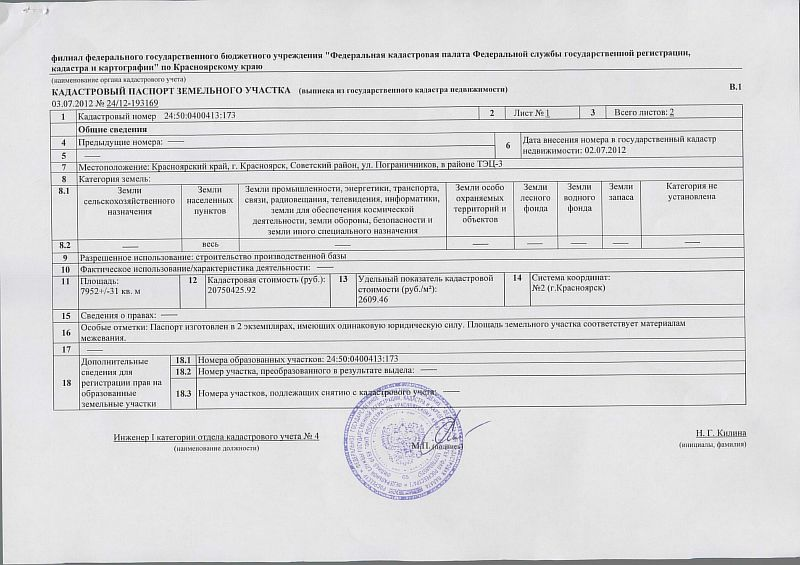 филиал федерального государственного бюджетного учреждения "Федеральная кадастровая палата Федеральной службы государственной регистрации,
кадастра и картографии" по Красноярскому краю
(наименование органа кадастрового учета)
КАДАСТРОВЫЙ ПАСПОРТ ЗЕМЕЛЬНОГО УЧАСТКА (выписка из государственного кадастра недвижимости) В.1
03.07.2012 № 24/12-193169
1 Кадастровый номер 24:50:0400413:173 2 Лист № 1 3 Всего листов: 2
Общие сведения
4 Предыдущие номера: ——
6 Дата внесения номера в государственный кадастр
недвижимости: 02.07.2012
5 ——
7 Местоположение: Красноярский край, г. Красноярск, Советский район, ул. Пограничников, в районе ТЭЦ-3
8 Категория земель:
8.1 Земли
сельскохозяйственного
назначения
Земли
населенных
пунктов
Земли промышленности, энергетики, транспорта,
связи, радиовещания, телевидения, информатики,
земли для обеспечения космической
деятельности, земли обороны, безопасности и
земли иного специального назначения
Земли особо
охраняемых
территорий и
объектов
Земли
лесного
фонда
Земли
водного
фонда
Земли
запаса
Категория не
установлена
8.2 —— весь —— —— —— —— —— ——
9 Разрешенное использование: строительство производственной базы
10 Фактическое использование/характеристика деятельности: ——
11 Площадь:
7952+/-31 кв. м
12 Кадастровая стоимость (руб.):
20750425.92
13 Удельный показатель кадастровой
стоимости (руб./м²):
2609.46
14 Система координат:
№2 (г.Красноярск)
15 Сведения о правах: ——
16 Особые отметки: Паспорт изготовлен в 2 экземплярах, имеющих одинаковую юридическую силу. Площадь земельного участка соответствует материалам
межевания.
17 ——
18 Дополнительные
сведения для
регистрации прав на
образованные
земельные участки
18.1 Номера образованных участков: 24:50:0400413:173
18.2 Номер участка, преобразованного в результате выдела: ——
18.3 Номера участков, подлежащих снятию с кадастрового учета: ——
Инженер I категории отдела кадастрового учета № 4
(наименование должности)
М.П. (подпись)
Н. Г. Килина
(инициалы, фамилия)